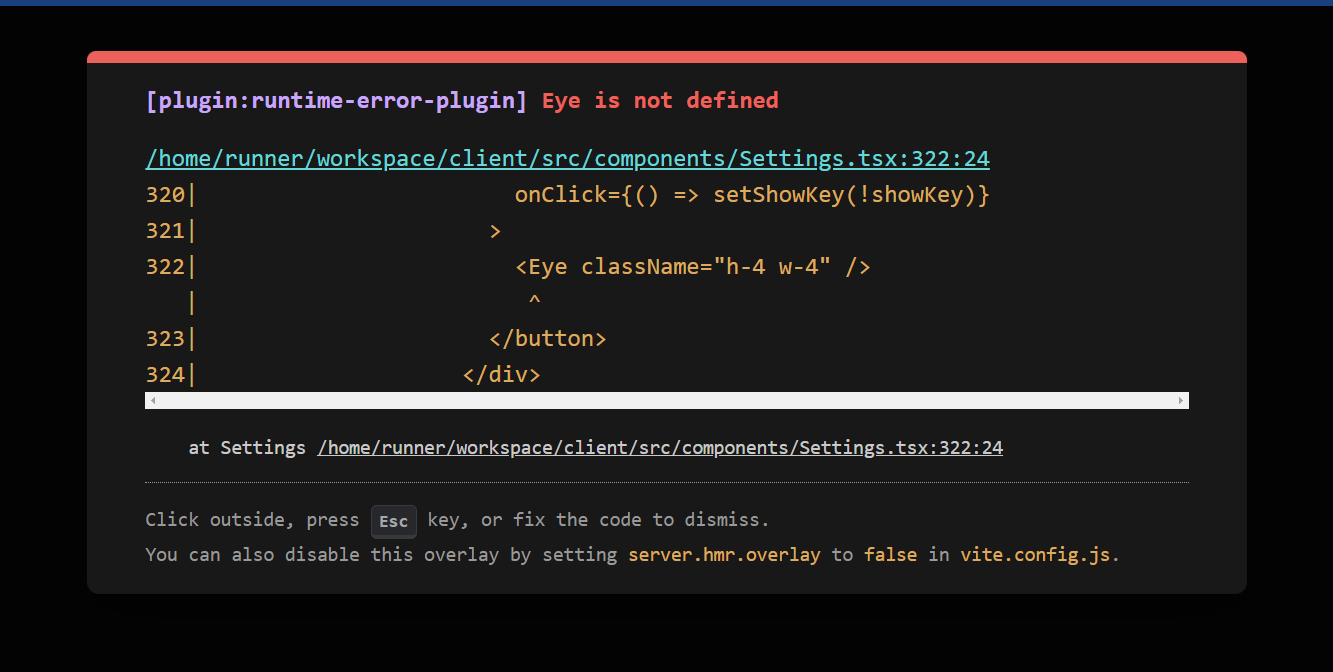 [plugin:runtime-error-plugin] Eye is not defined
/home/runner/workspace/client/src/components/Settings.tsx:322:24
320|                        onClick={() => setShowKey(!showKey)}
321|                      >
322|                        <Eye className="h-4 w-4" />
   |                         ^
323|                      </button>
324|                    </div>
at Settings /home/runner/workspace/client/src/components/Settings.tsx:322:24
Click outside, press Esc key, or fix the code to dismiss.
You can also disable this overlay by setting server.hmr.overlay to false in vite.config.js.